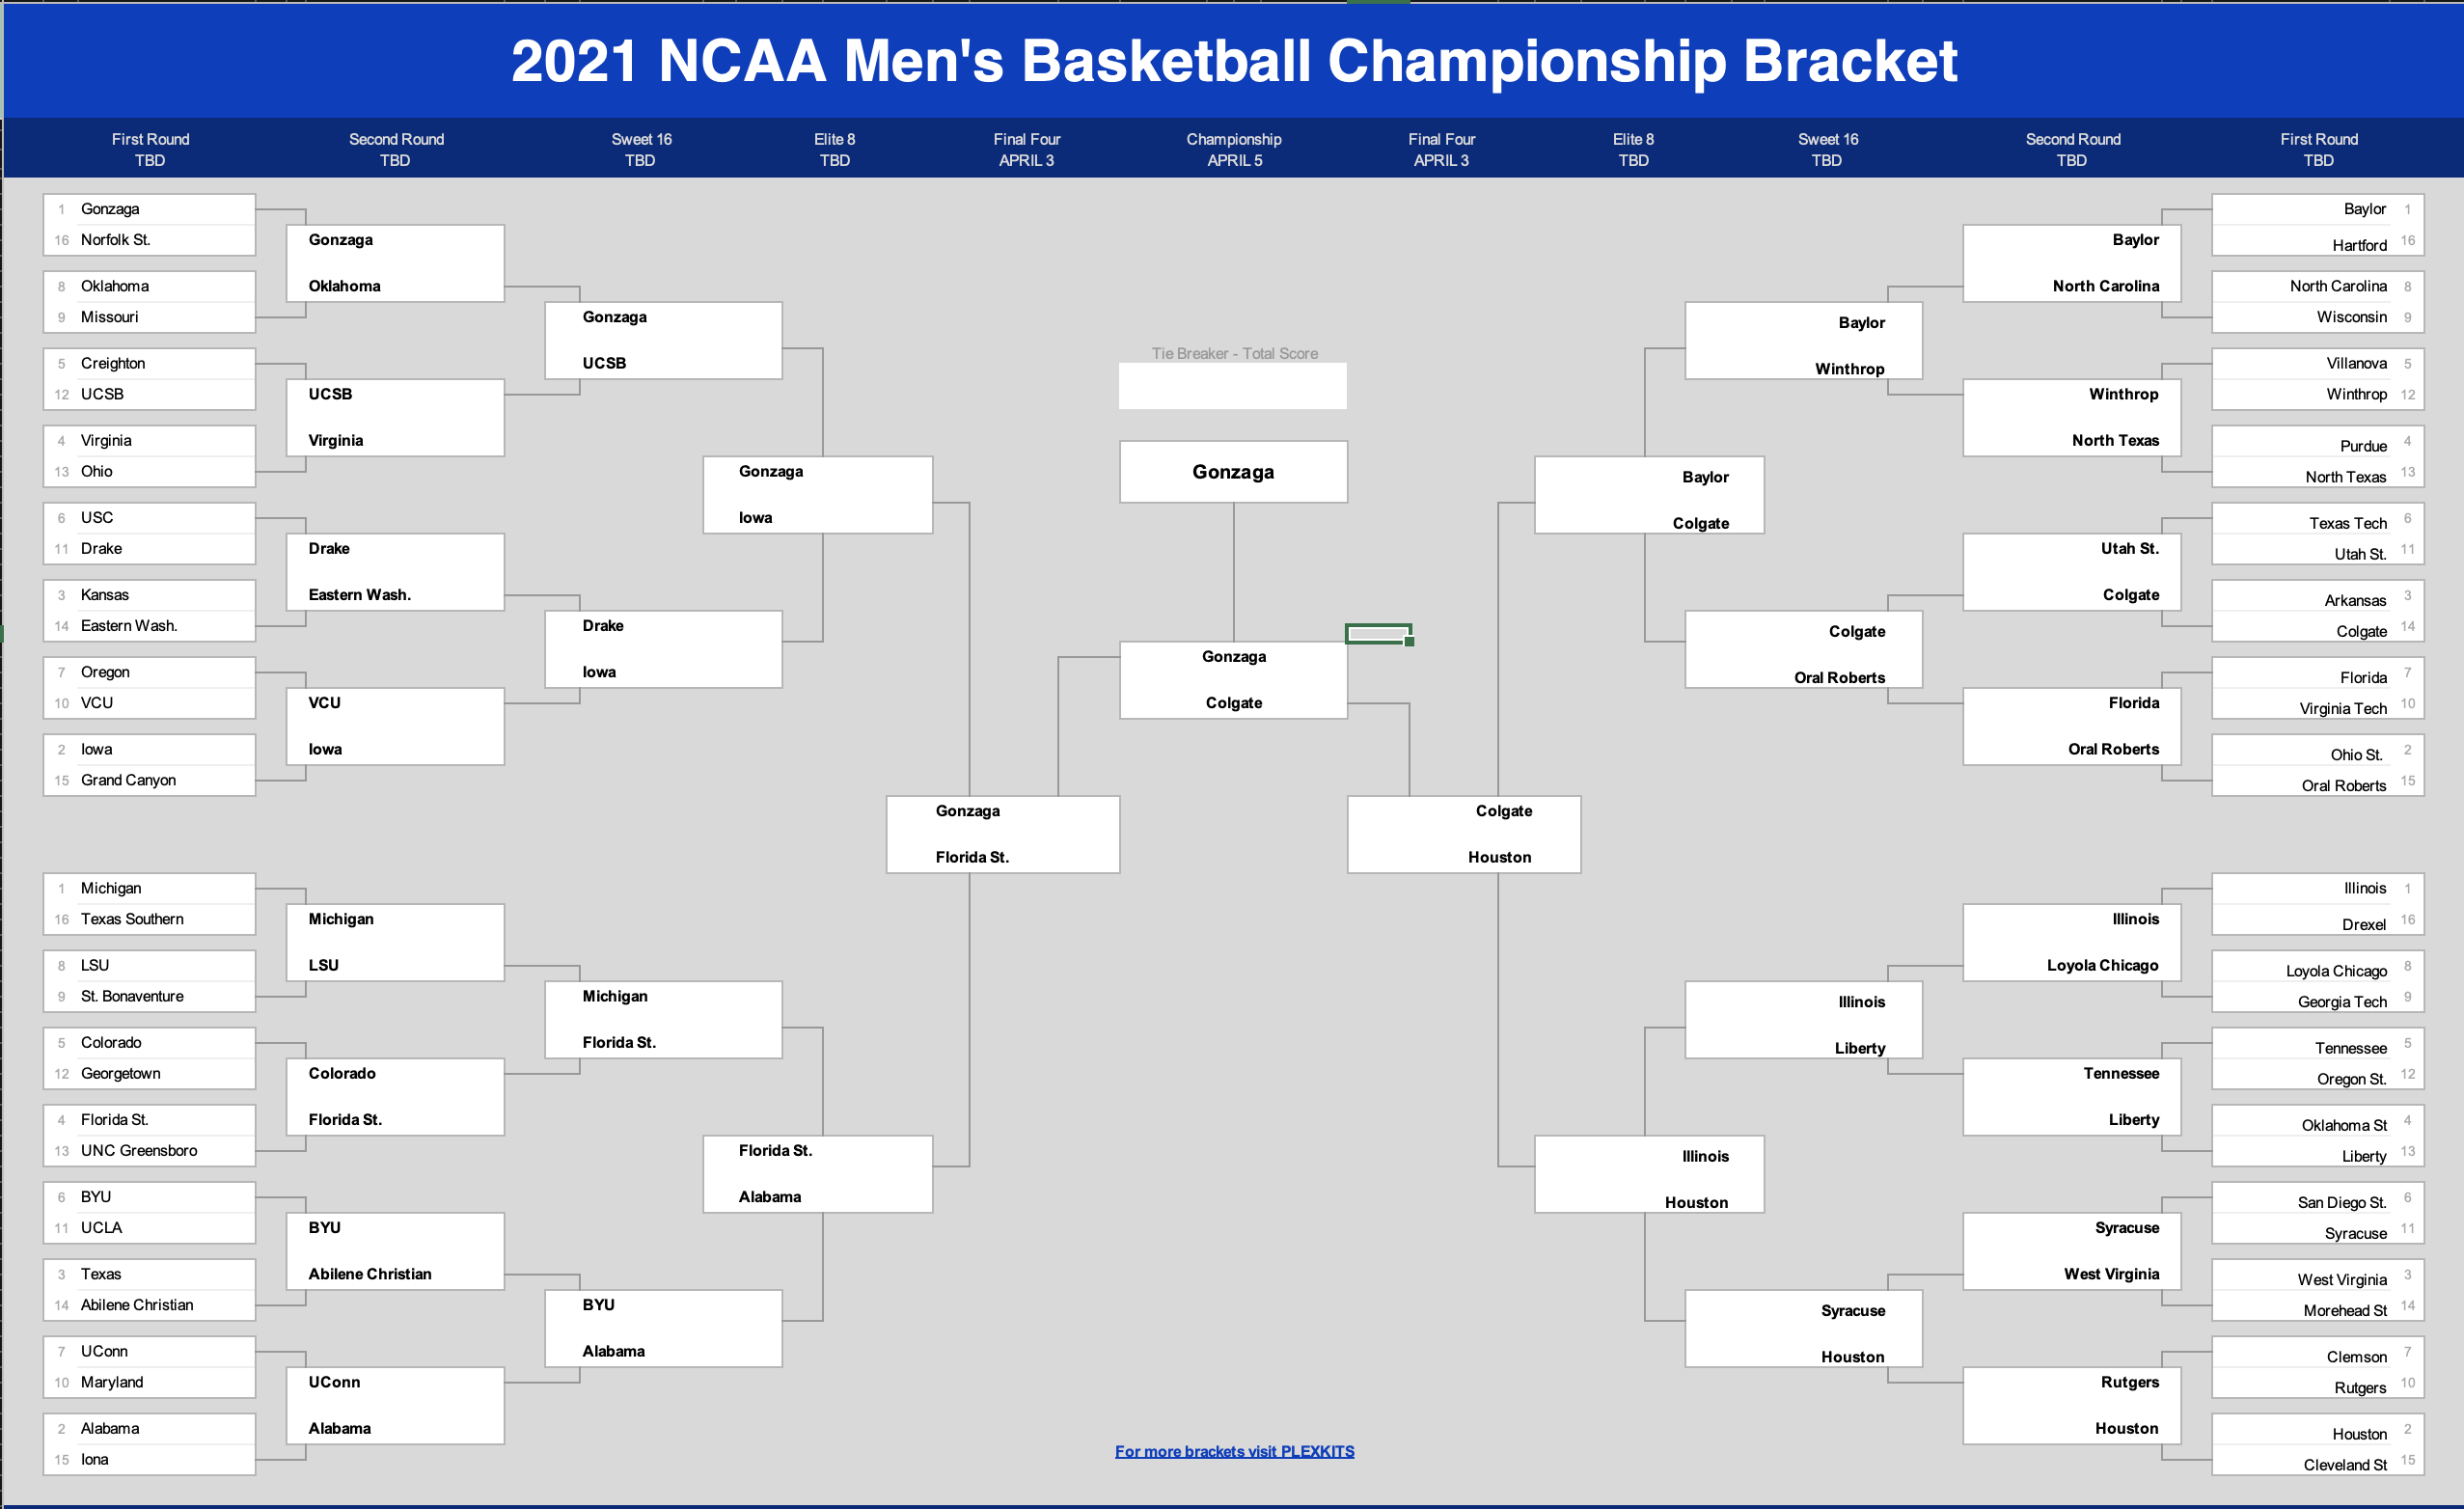 2021 NCAA Men's Basketball Championship Bracket
First Round
TBD
Second Round
TBD
Sweet 16
TBD
Elite 8
TBD
Final Four
APRIL 3
Championship
APRIL 5
Final Four
APRIL 3
Elite 8
TBD
Sweet 16
TBD
Second Round
TBD
First Round
TBD
1 Gonzaga
16 Norfolk St.
8 Oklahoma
9 Missouri
5 Creighton
12 UCSB
4 Virginia
13 Ohio
6 USC
11 Drake
3 Kansas
14 Eastern Wash.
7 Oregon
10 VCU
2 Iowa
15 Grand Canyon
1 Michigan
16 Texas Southern
8 LSU
9 St. Bonaventure
5 Colorado
12 Georgetown
4 Florida St.
13 UNC Greensboro
6 BYU
11 UCLA
3 Texas
14 Abilene Christian
7 UConn
10 Maryland
2 Alabama
15 Iona
Gonzaga
Oklahoma
UCSB
Virginia
Drake
Eastern Wash.
VCU
Iowa
Michigan
LSU
Colorado
Florida St.
BYU
Abilene Christian
UConn
Alabama
Gonzaga
UCSB
Drake
Iowa
Michigan
Florida St.
BYU
Alabama
Gonzaga
Iowa
Florida St.
Alabama
Gonzaga
Florida St.
Tie Breaker - Total Score
Gonzaga
Gonzaga
Colgate
For more brackets visit PLEXKITS
Colgate
Houston
Baylor
Colgate
Illinois
Houston
Baylor
Winthrop
Colgate
Oral Roberts
Illinois
Liberty
Syracuse
Houston
Baylor
North Carolina
Winthrop
North Texas
Utah St.
Colgate
Florida
Oral Roberts
Illinois
Loyola Chicago
Tennessee
Liberty
Syracuse
West Virginia
Rutgers
Houston
Baylor 1
Hartford 16
North Carolina 8
Wisconsin 9
Villanova 5
Winthrop 12
Purdue 4
North Texas 13
Texas Tech 6
Utah St. 11
Arkansas 3
Colgate 14
Florida 7
Virginia Tech 10
Ohio St. 2
Oral Roberts 15
Illinois 1
Drexel 16
Loyola Chicago 8
Georgia Tech 9
Tennessee 5
Oregon St. 12
Oklahoma St 4
Liberty 13
San Diego St. 6
Syracuse 11
West Virginia 3
Morehead St 14
Clemson 7
Rutgers 10
Houston 2
Cleveland St 15